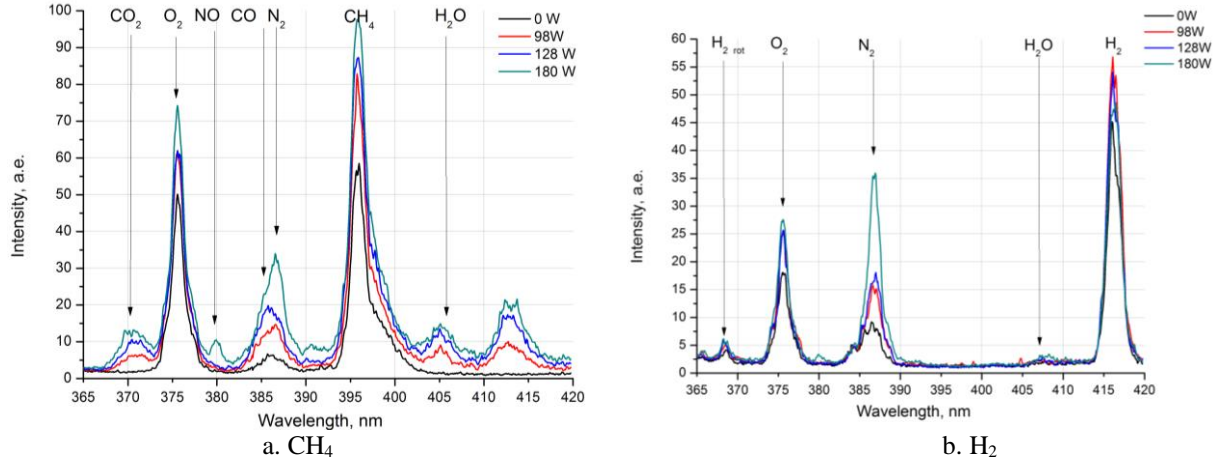 CO₂ O₂ NO CO N₂ CH₄ H₂O
0 W
98W
128 W
180 W
Intensity, a.e.
100
90
80
70
60
50
40
30
20
10
0
365 370 375 380 385 390 395 400 405 410 415 420
Wavelength, nm
a. CH₄
H₂ rot O₂ N₂ H₂O H₂
0W
98W
128W
180W
Intensity, a.e.
60
55
50
45
40
35
30
25
20
15
10
5
0
365 370 375 380 385 390 395 400 405 410 415 420
Wavelength, nm
b. H₂